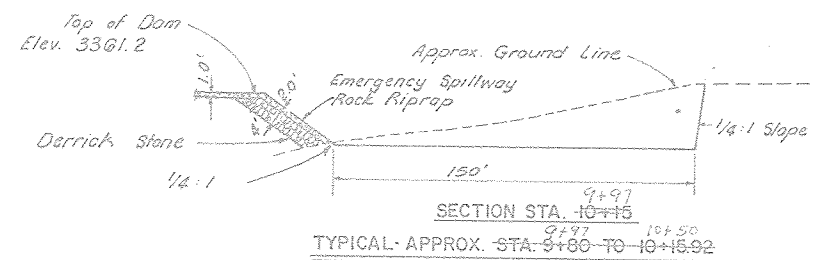 Top of Dam
Elev. 3361.2
Approx. Ground Line
1.0'
2.0'
Emergency Spillway
Rock Riprap
Derrick Stone
1/4:1 Slope
1/4:1
150'
9+97
SECTION STA. 10+15
9+97 10+50
TYPICAL-APPROX. STA. 9+80 TO 10+15.92